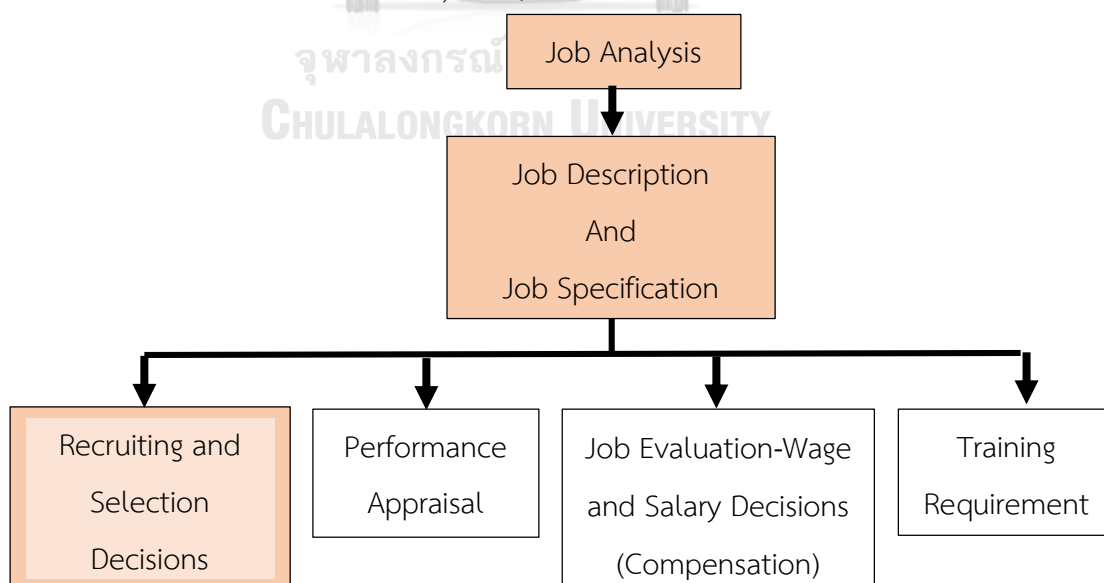 จุฬาลงกรณ์
CHULALONGKORN UNIVERSITY
Job Analysis
Job Description
And
Job Specification
Recruiting and
Selection
Decisions
Performance
Appraisal
Job Evaluation-Wage
and Salary Decisions
(Compensation)
Training
Requirement